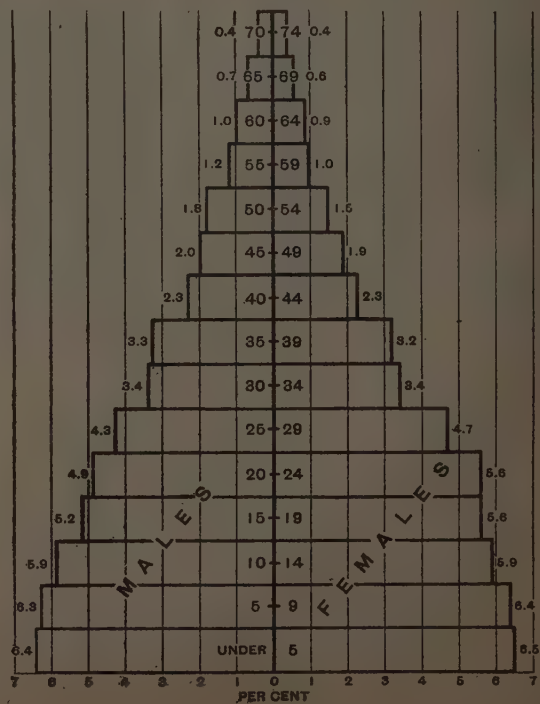 0.4 70 74 0.4
0.7 65 69 0.6
1.0 60 64 0.9
1.2 55 59 1.0
1.8 50 54 1.5
2.0 45 49 1.9
2.3 40 44 2.3
3.3 35 39 3.2
3.4 30 34 3.4
4.3 25 29 4.7
4.9 20 24 5.6
5.2 15 19 5.6
5.9 10 14 5.9
6.3 5 9 6.4
6.4 UNDER 5 6.5
MALES
FEMALES
7 6 5 4 3 2 1 0 1 2 3 4 5 6 7
PER CENT